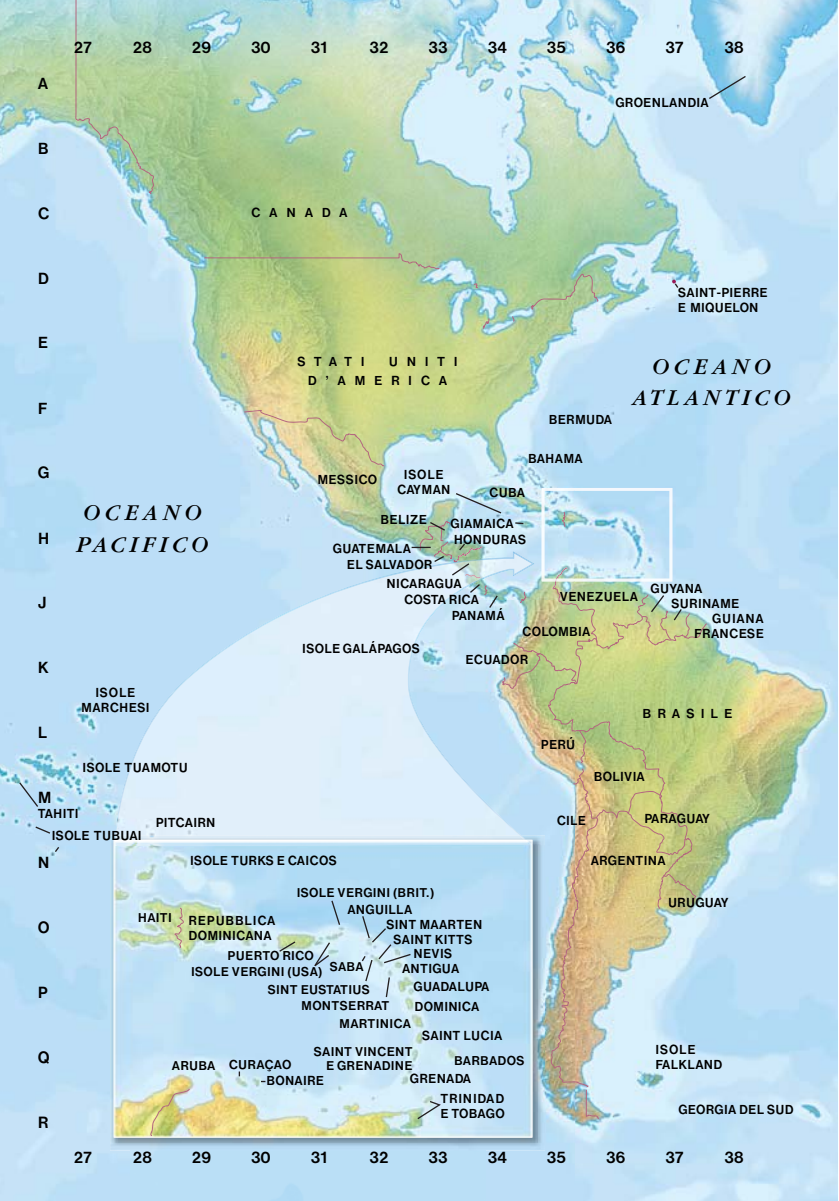 27 28 29 30 31 32 33 34 35 36 37 38
A
GROENLANDIA
B
C
CANADA
D
SAINT-PIERRE
E MIQUELON
E
STATI UNITI
D'AMERICA
OCEANO
ATLANTICO
F
BERMUDA
G
BAHAMA
MESSICO
ISOLE
CAYMAN
CUBA
OCEANO
PACIFICO
H
BELIZE
GIAMAICA
HONDURAS
GUATEMALA
EL SALVADOR
NICARAGUA
COSTA RICA
PANAMÁ
J
VENEZUELA
GUYANA
SURINAME
GUIANA
FRANCESE
COLOMBIA
ISOLE GALÁPAGOS
ECUADOR
K
ISOLE
MARCHESI
L
BRASILE
PERÚ
ISOLE TUAMOTU
BOLIVIA
M
TAHITI
PITCAIRN
CILE
PARAGUAY
ISOLE TUBUAI
N
ISOLE TURKS E CAICOS
ARGENTINA
ISOLE VERGINI (BRIT.)
URUGUAY
ANGUILLA
O
HAITI
REPUBBLICA
DOMINICANA
SINT MAARTEN
SAINT KITTS
NEVIS
PUERTO RICO
ISOLE VERGINI (USA)
SABA
ANTIGUA
SINT EUSTATIUS
GUADALUPA
P
MONTSERRAT
DOMINICA
MARTINICA
SAINT LUCIA
Q
SAINT VINCENT
E GRENADINE
BARBADOS
ISOLE
FALKLAND
ARUBA
CURAÇAO
BONAIRE
GRENADA
TRINIDAD
E TOBAGO
GEORGIA DEL SUD
R
27 28 29 30 31 32 33 34 35 36 37 38